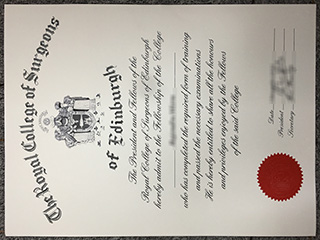 The Royal College of Surgeons
of Edinburgh
The President and Fellows of the
Royal College of Surgeons of Edinburgh
hereby admit to the Fellowship of the College
who has completed the required form of training
and passed the necessary examinations
He is hereby entitled to share all the honours
and priviledges enjoyed by the Fellows
of the said College
Date
President
Secretary